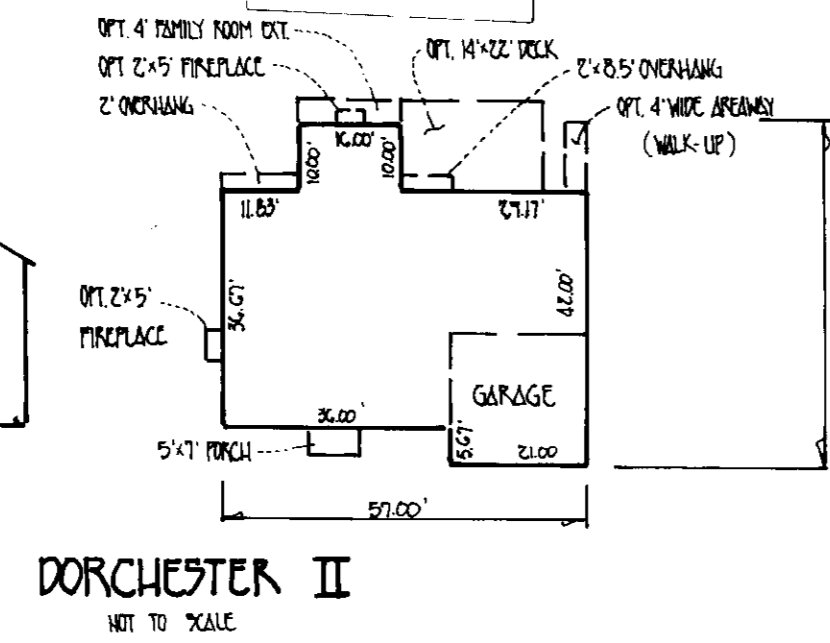 OPT. 4' FAMILY ROOM EXT.
OPT 2'x5' FIREPLACE
2' OVERHANG
OPT. 14'x22' DECK
2'x8.5' OVERHANG
OPT. 4' WIDE AREAWAY
(WALK-UP)
16.00'
10.00'
10.00'
11.83'
29.17'
OPT. 2'x5'
FIREPLACE
36.67'
42.00'
GARAGE
36.00'
5.67'
21.00
5'x7' PORCH
57.00'
DORCHESTER II
NOT TO SCALE